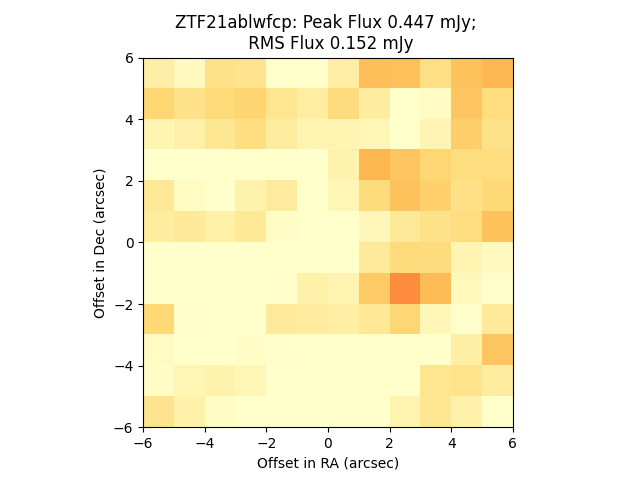 ZTF21ablwfcp: Peak Flux 0.447 mJy;
RMS Flux 0.152 mJy
6
4
2
0
−2
−4
−6
Offset in Dec (arcsec)
−6 −4 −2 0 2 4 6
Offset in RA (arcsec)